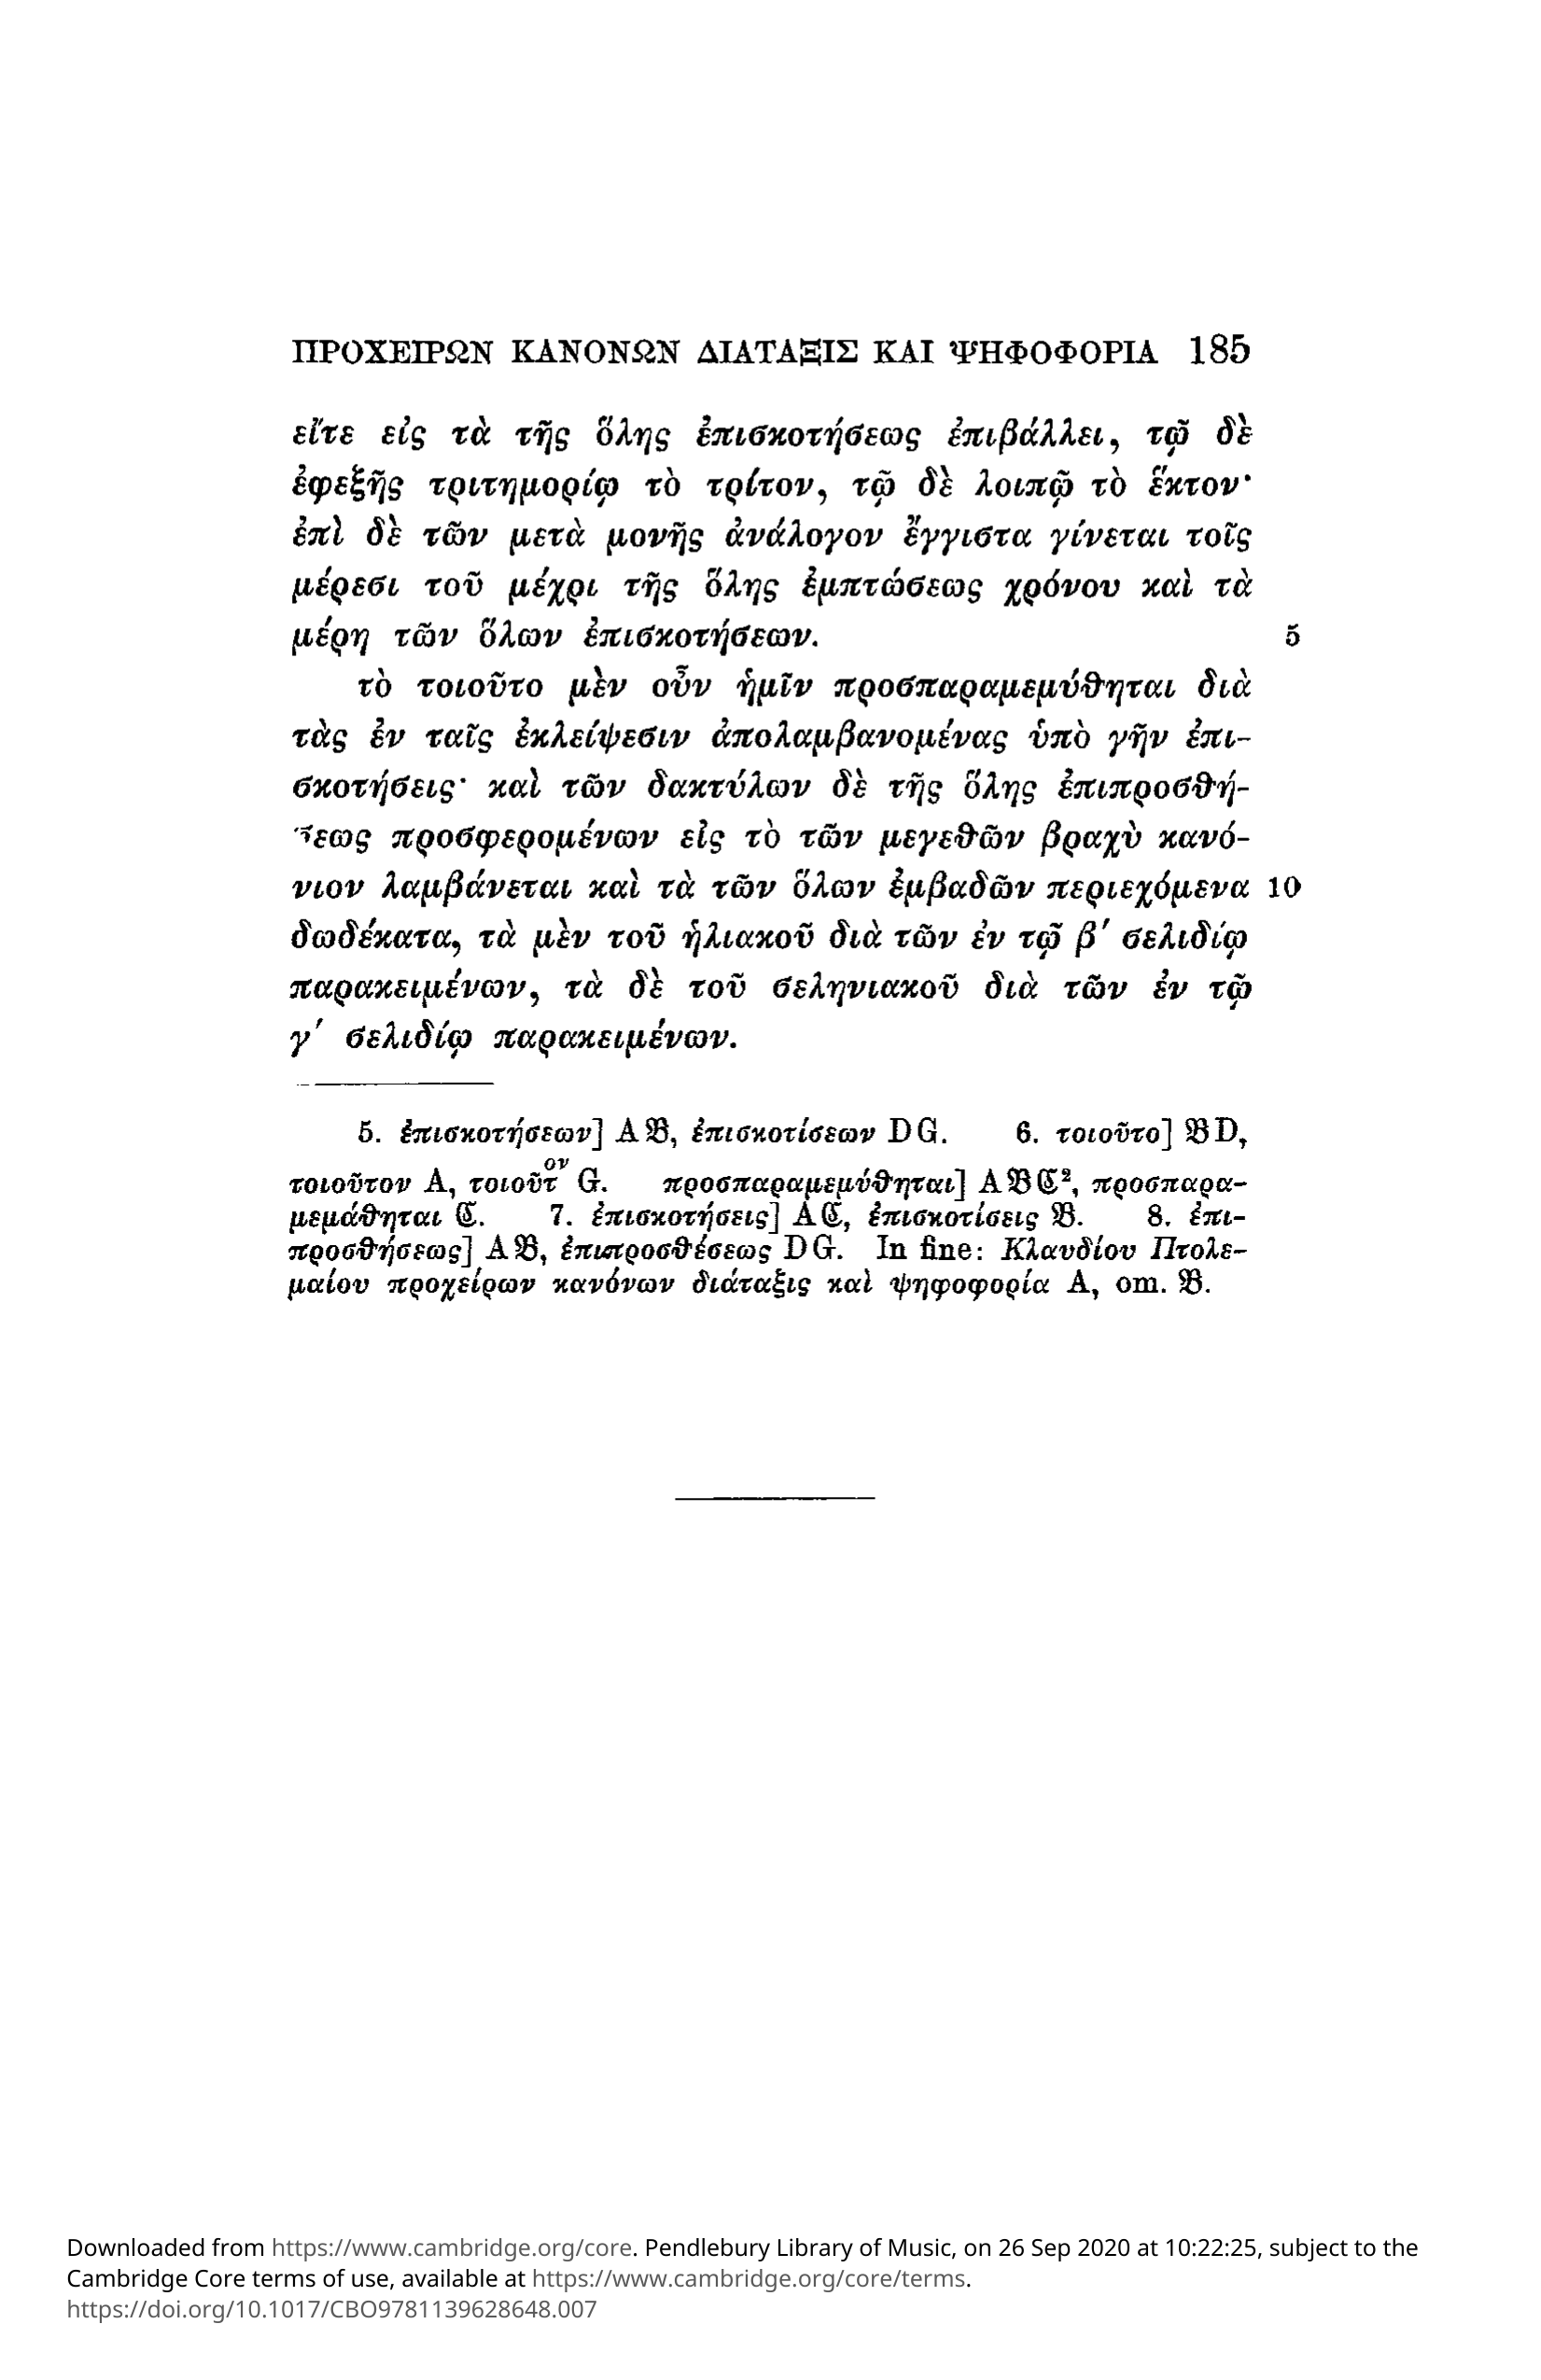 ΠΡΟΧΕΙΡΩΝ ΚΑΝΟΝΩΝ ΔΙΑΤΑΞΙΣ ΚΑΙ ΨΗΦΟΦΟΡΙΑ 185
εἴτε εἰς τὰ τῆς ὅλης ἐπισκοτήσεως ἐπιβάλλει, τῷ δὲ
ἐφεξῆς τριτημορίῳ τὸ τρίτον, τῷ δὲ λοιπῷ τὸ ἕκτον·
ἐπὶ δὲ τῶν μετὰ μονῆς ἀνάλογον ἔγγιστα γίνεται τοῖς
μέρεσι τοῦ μέχρι τῆς ὅλης ἐμπτώσεως χρόνου καὶ τὰ
μέρη τῶν ὅλων ἐπισκοτήσεων. 5
τὸ τοιοῦτο μὲν οὖν ἡμῖν προσπαραμεμύθηται διὰ
τὰς ἐν ταῖς ἐκλείψεσιν ἀπολαμβανομένας ὑπὸ γῆν ἐπι-
σκοτήσεις· καὶ τῶν δακτύλων δὲ τῆς ὅλης ἐπιπροσθή-
σεως προσφερομένων εἰς τὸ τῶν μεγεθῶν βραχὺ κανό-
νιον λαμβάνεται καὶ τὰ τῶν ὅλων ἐμβαδῶν περιεχόμενα 10
δωδέκατα, τὰ μὲν τοῦ ἡλιακοῦ διὰ τῶν ἐν τῷ β′ σελιδίῳ
παρακειμένων, τὰ δὲ τοῦ σεληνιακοῦ διὰ τῶν ἐν τῷ
γ′ σελιδίῳ παρακειμένων.
5. ἐπισκοτήσεων] A𝔅, ἐπισκοτίσεων DG. 6. τοιοῦτο] 𝔅D,
τοιοῦτον A, τοιοῦτ^ον G. προσπαραμεμύθηται] A𝔅ℭ², προσπαρα-
μεμάθηται ℭ. 7. ἐπισκοτήσεις] Aℭ, ἐπισκοτίσεις 𝔅. 8. ἐπι-
προσθήσεως] A𝔅, ἐπιπροσθέσεως DG. In fine: Κλαυδίου Πτολε-
μαίου προχείρων κανόνων διάταξις καὶ ψηφοφορία A, om. 𝔅.
Downloaded from https://www.cambridge.org/core. Pendlebury Library of Music, on 26 Sep 2020 at 10:22:25, subject to the
Cambridge Core terms of use, available at https://www.cambridge.org/core/terms.
https://doi.org/10.1017/CBO9781139628648.007